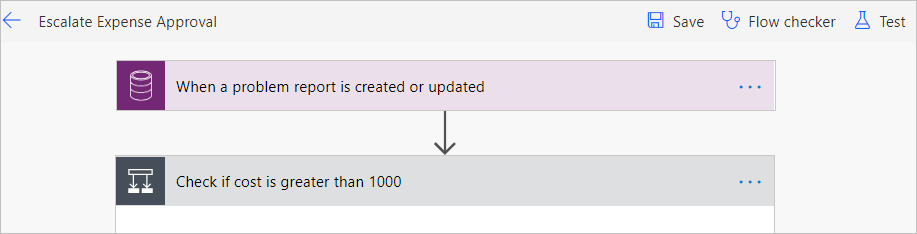 Escalate Expense Approval Save Flow checker Test
When a problem report is created or updated
Check if cost is greater than 1000